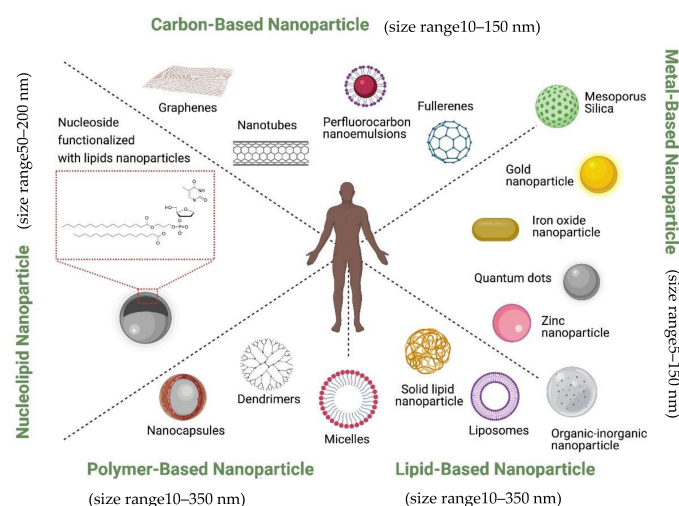 Carbon-Based Nanoparticle (size range10–150 nm)
Graphenes
Nanotubes
Perfluorocarbon
nanoemulsions
Fullerenes
Mesoporus
Silica
Gold
nanoparticle
Iron oxide
nanoparticle
Quantum dots
Zinc
nanoparticle
Organic-inorganic
nanoparticle
Metal-Based Nanoparticle
(size range5–150 nm)
Nucleoside
functionalized
with lipids nanoparticles
O
NH
N
O
HO
O
O
O
O
P
O
O
O
O
Nucleolipid Nanoparticle
(size range50–200 nm)
Nanocapsules
Dendrimers
Micelles
Solid lipid
nanoparticle
Liposomes
Polymer-Based Nanoparticle
(size range10–350 nm)
Lipid-Based Nanoparticle
(size range10–350 nm)